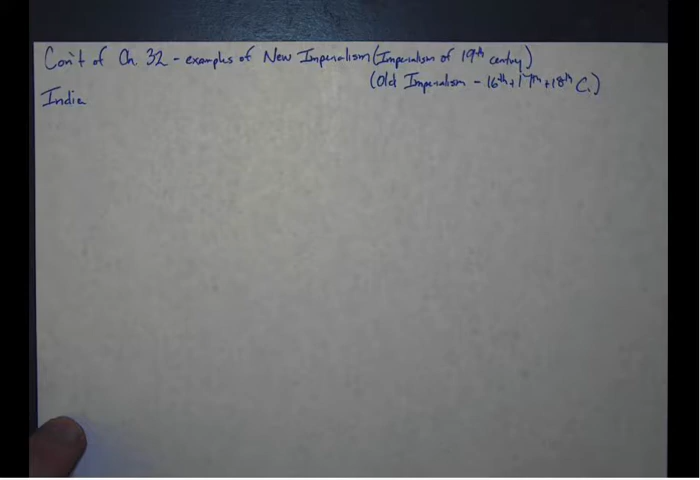 Con't of Ch. 32 - examples of New Imperialism (Imperialism of 19th century)
(Old Imperialism - 16th + 17th + 18th C.)
India